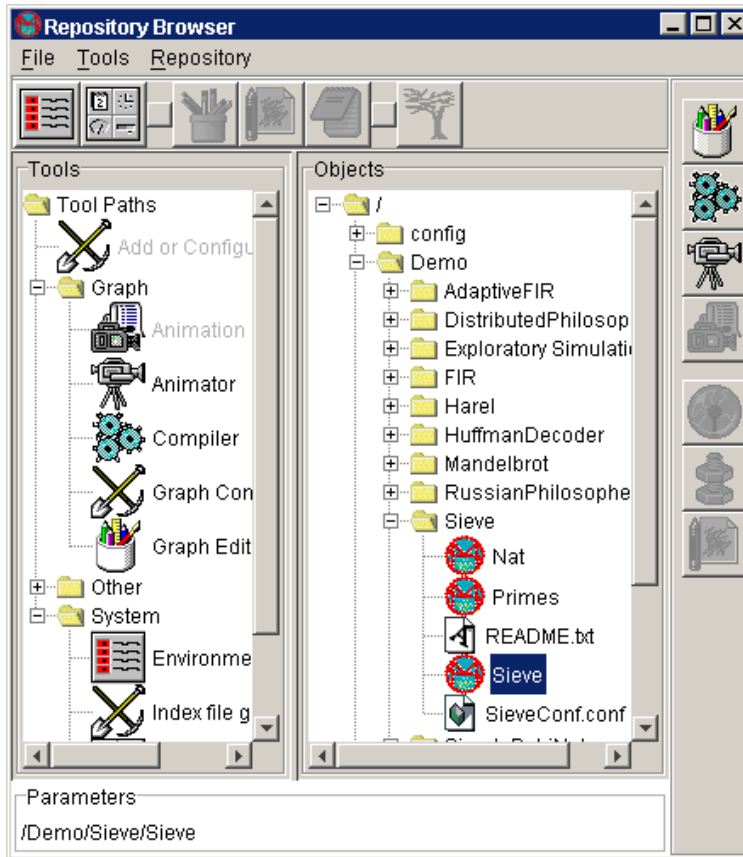 Repository Browser
File Tools Repository
Tools
Tool Paths
Add or Configu
Graph
Animation
Animator
Compiler
Graph Con
Graph Edit
Other
System
Environme
Index file g
Objects
/
config
Demo
AdaptiveFIR
DistributedPhilosop
Exploratory Simulati
FIR
Harel
HuffmanDecoder
Mandelbrot
RussianPhilosophe
Sieve
Nat
Primes
README.txt
Sieve
SieveConf.conf
Parameters
/Demo/Sieve/Sieve